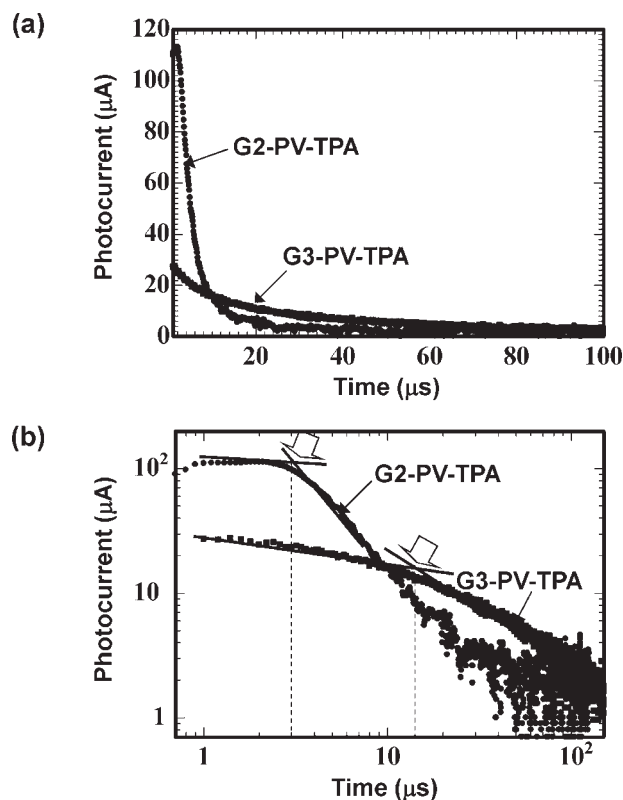 (a)
120
100
80
60
40
20
0
Photocurrent (μA)
G2-PV-TPA
G3-PV-TPA
20 40 60 80 100
Time (μs)
(b)
10²
10
1
Photocurrent (μA)
G2-PV-TPA
G3-PV-TPA
1 10 10²
Time (μs)